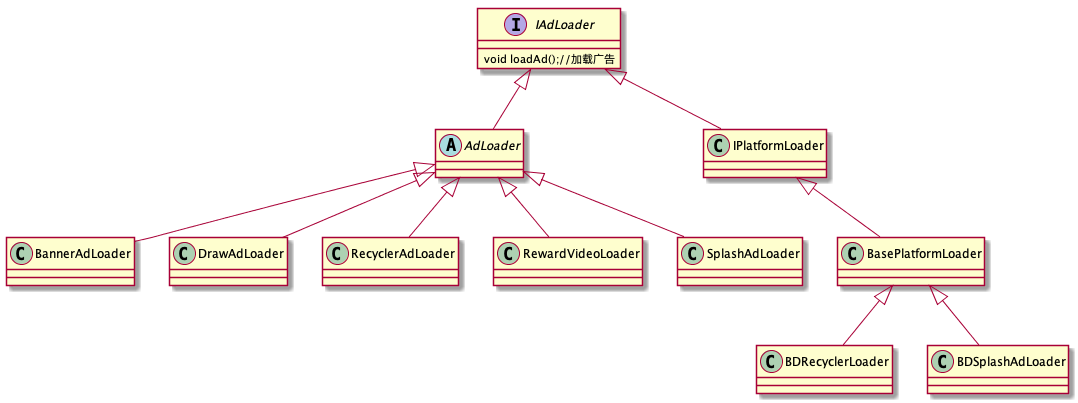 I IAdLoader
void loadAd();//加载广告
A AdLoader
C IPlatformLoader
C BannerAdLoader
C DrawAdLoader
C RecyclerAdLoader
C RewardVideoLoader
C SplashAdLoader
C BasePlatformLoader
C BDRecyclerLoader
C BDSplashAdLoader